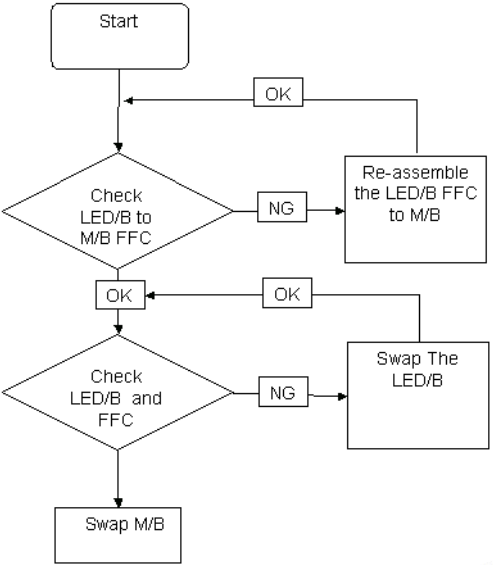 Start
OK
Check
LED/B to
M/B FFC
NG
Re-assemble
the LED/B FFC
to M/B
OK
OK
Check
LED/B and
FFC
NG
Swap The
LED/B
Swap M/B